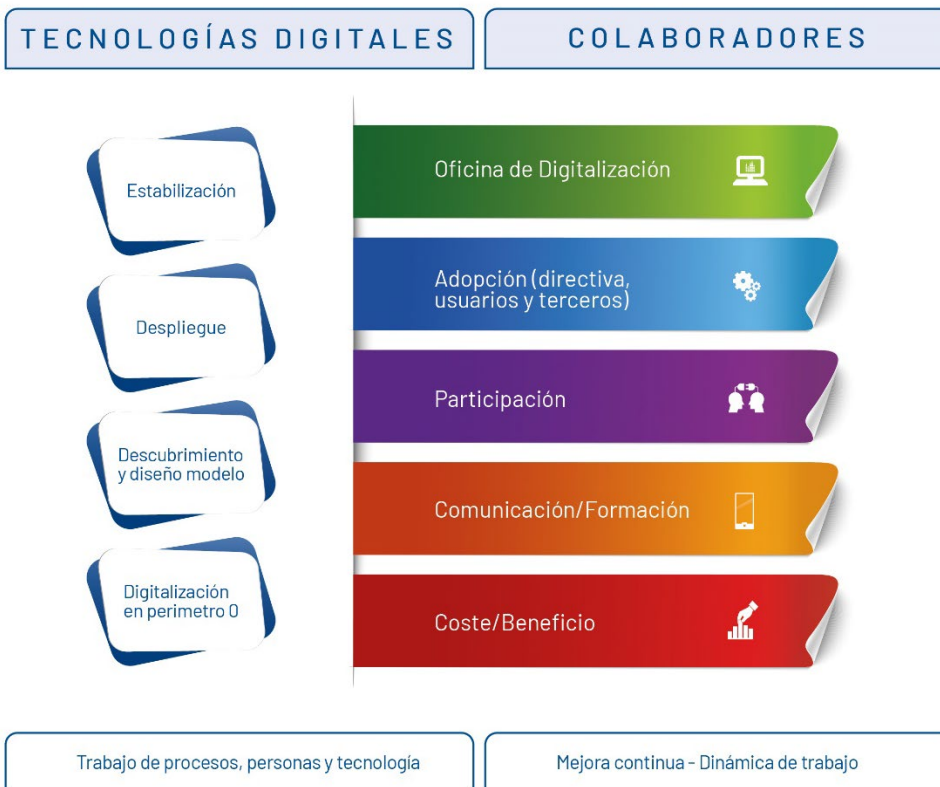 TECNOLOGÍAS DIGITALES
COLABORADORES
Estabilización
Despliegue
Descubrimiento
y diseño modelo
Digitalización
en perimetro 0
Oficina de Digitalización
Adopción (directiva,
usuarios y terceros)
Participación
Comunicación/Formación
Coste/Beneficio
Trabajo de procesos, personas y tecnología
Mejora continua - Dinámica de trabajo